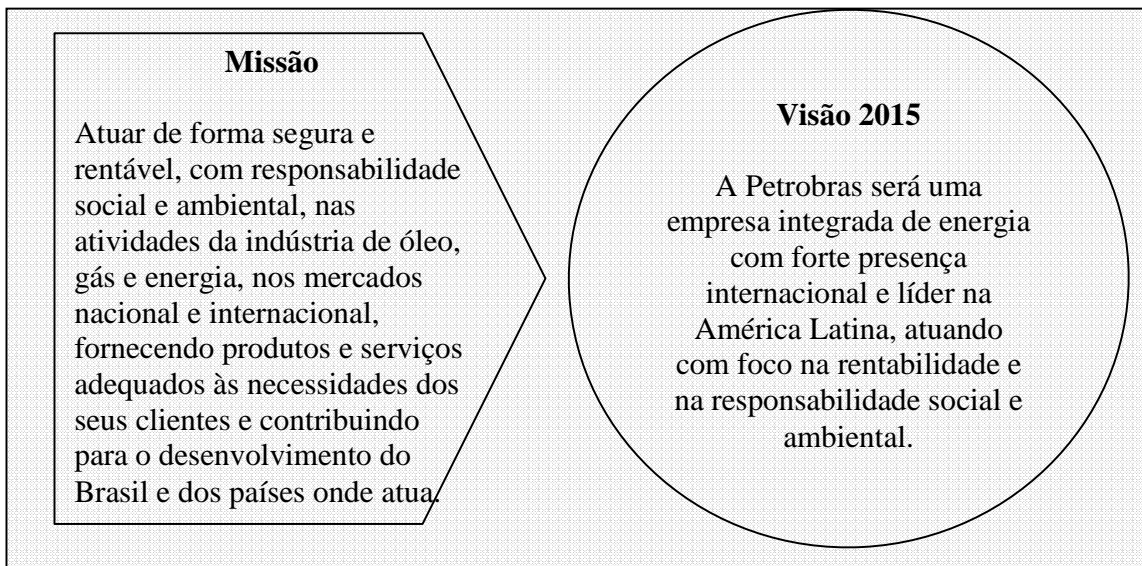 Missão
Atuar de forma segura e
rentável, com responsabilidade
social e ambiental, nas
atividades da indústria de óleo,
gás e energia, nos mercados
nacional e internacional,
fornecendo produtos e serviços
adequados às necessidades dos
seus clientes e contribuindo
para o desenvolvimento do
Brasil e dos países onde atua.
Visão 2015
A Petrobras será uma
empresa integrada de energia
com forte presença
internacional e líder na
América Latina, atuando
com foco na rentabilidade e
na responsabilidade social e
ambiental.